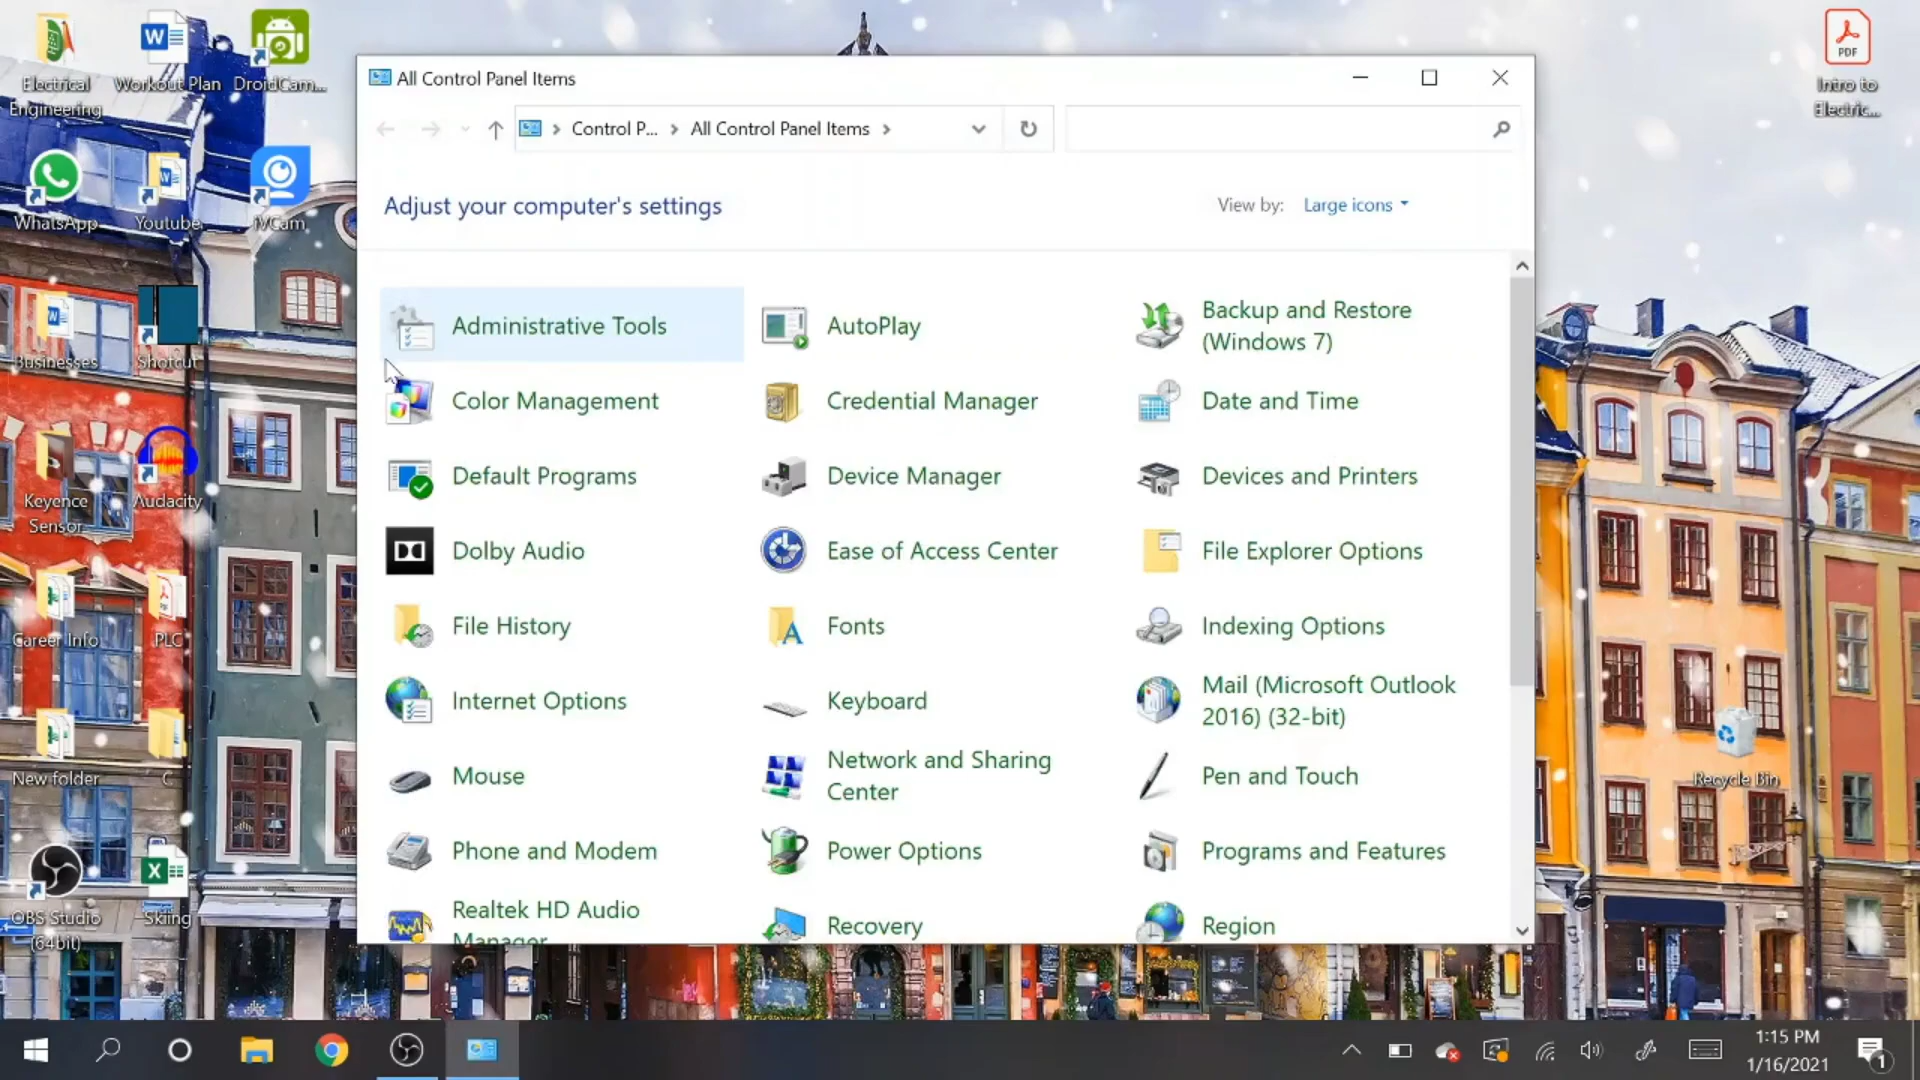 Electrical
Engineering
Workout Plan
DroidCam...
WhatsApp
Youtube
iVCam
Businesses
Shotcut
Keyence
Sensor
Audacity
Career Info
PLC
New folder
C
OBS Studio
(64bit)
Skiing
All Control Panel Items
Control P...
All Control Panel Items
Adjust your computer's settings
View by:
Large icons
Administrative Tools
AutoPlay
Backup and Restore
(Windows 7)
Color Management
Credential Manager
Date and Time
Default Programs
Device Manager
Devices and Printers
Dolby Audio
Ease of Access Center
File Explorer Options
File History
Fonts
Indexing Options
Internet Options
Keyboard
Mail (Microsoft Outlook
2016) (32-bit)
Mouse
Network and Sharing
Center
Pen and Touch
Phone and Modem
Power Options
Programs and Features
Realtek HD Audio
Manager
Recovery
Region
PDF
Intro to
Electric...
Recycle Bin
1:15 PM
1/16/2021
1